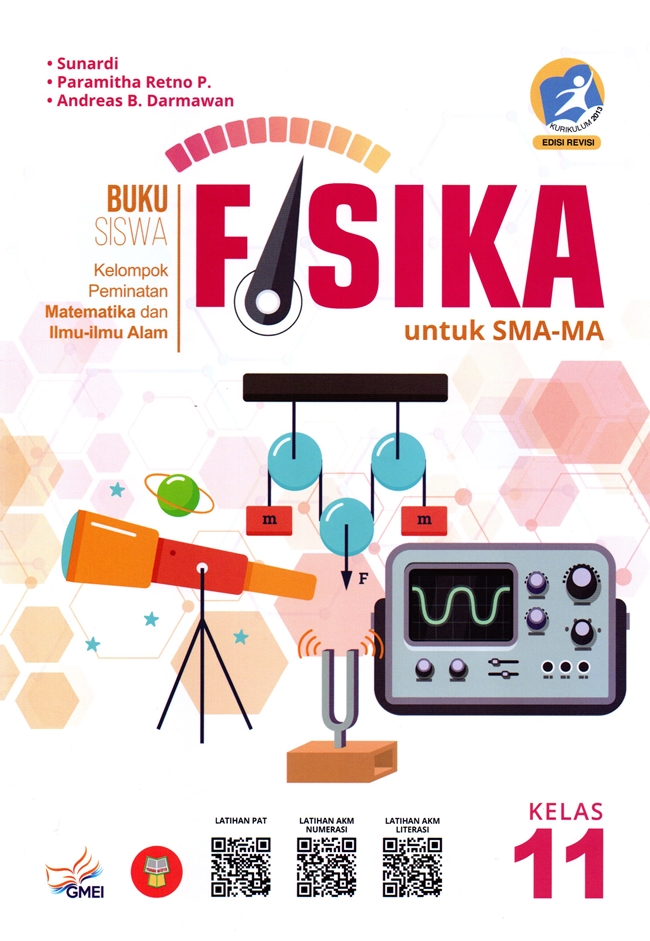 • Sunardi
• Paramitha Retno P.
• Andreas B. Darmawan
KURIKULUM 2013
EDISI REVISI
BUKU
SISWA
FISIKA
Kelompok
Peminatan
Matematika dan
Ilmu-ilmu Alam
untuk SMA-MA
m
m
F
LATIHAN PAT
LATIHAN AKM
NUMERASI
LATIHAN AKM
LITERASI
KELAS
11
GMEI